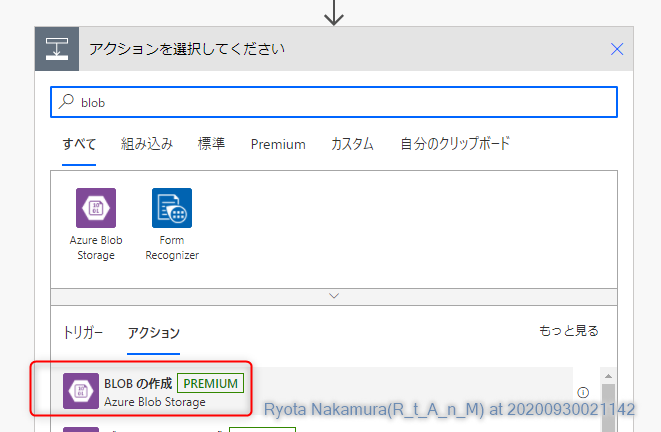 アクションを選択してください
blob
すべて 組み込み 標準 Premium カスタム 自分のクリップボード
Azure Blob
Storage
Form
Recognizer
トリガー アクション もっと見る
BLOB の作成 PREMIUM
Azure Blob Storage
Ryota Nakamura(R_t_A_n_M) at 20200930021142